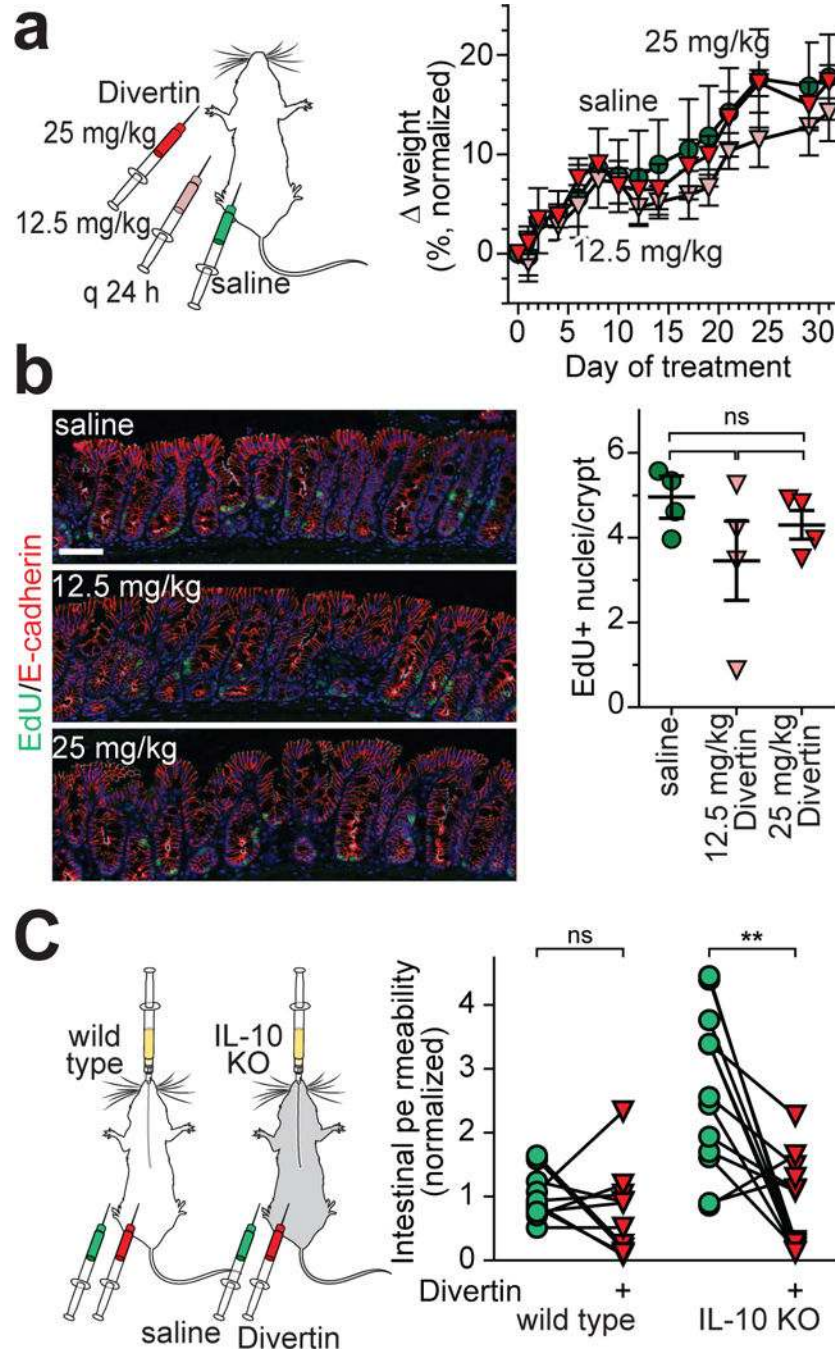 a
Divertin
25 mg/kg
12.5 mg/kg
q 24 h
saline
25 mg/kg
saline
12.5 mg/kg
Δ weight
(%, normalized)
20
10
0
0 5 10 15 20 25 30
Day of treatment
b
EdU/E-cadherin
saline
12.5 mg/kg
25 mg/kg
ns
EdU+ nuclei/crypt
6
4
2
0
saline
12.5 mg/kg
Divertin
25 mg/kg
Divertin
C
wild
type
IL-10
KO
saline
Divertin
ns
**
Intestinal pe rmeability
(normalized)
4
3
2
1
0
Divertin + +
wild type IL-10 KO